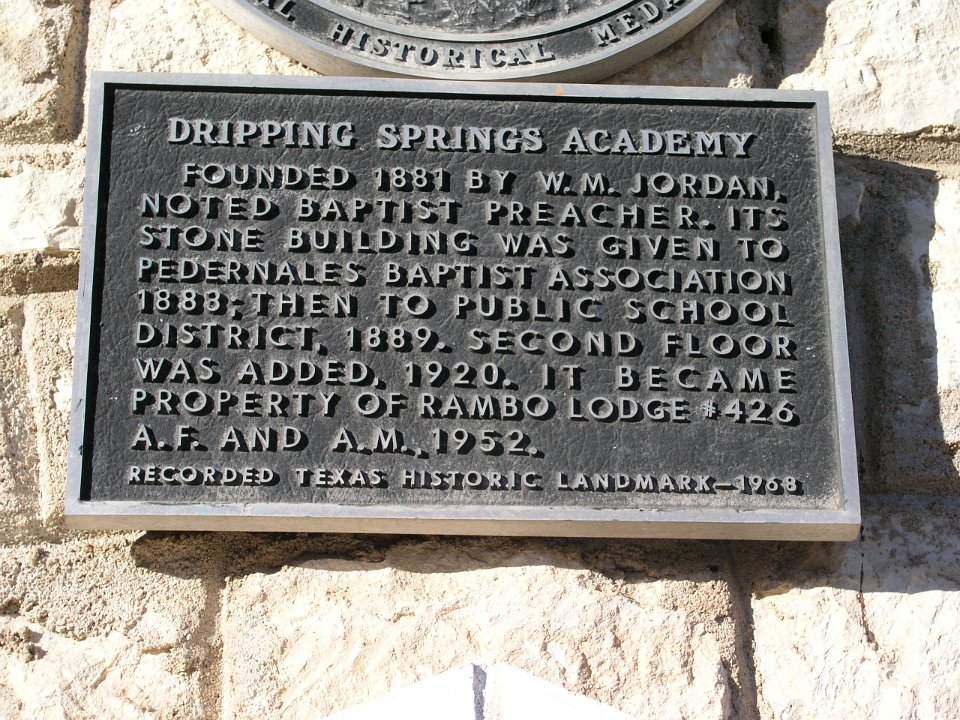 AL HISTORICAL MEDA
DRIPPING SPRINGS ACADEMY
FOUNDED 1881 BY W. M. JORDAN,
NOTED BAPTIST PREACHER. ITS
STONE BUILDING WAS GIVEN TO
PEDERNALES BAPTIST ASSOCIATION
1883; THEN TO PUBLIC SCHOOL
DISTRICT, 1889. SECOND FLOOR
WAS ADDED, 1920. IT BECAME
PROPERTY OF RAMBO LODGE #426
A.F. AND A.M., 1952.
RECORDED TEXAS HISTORIC LANDMARK—1968